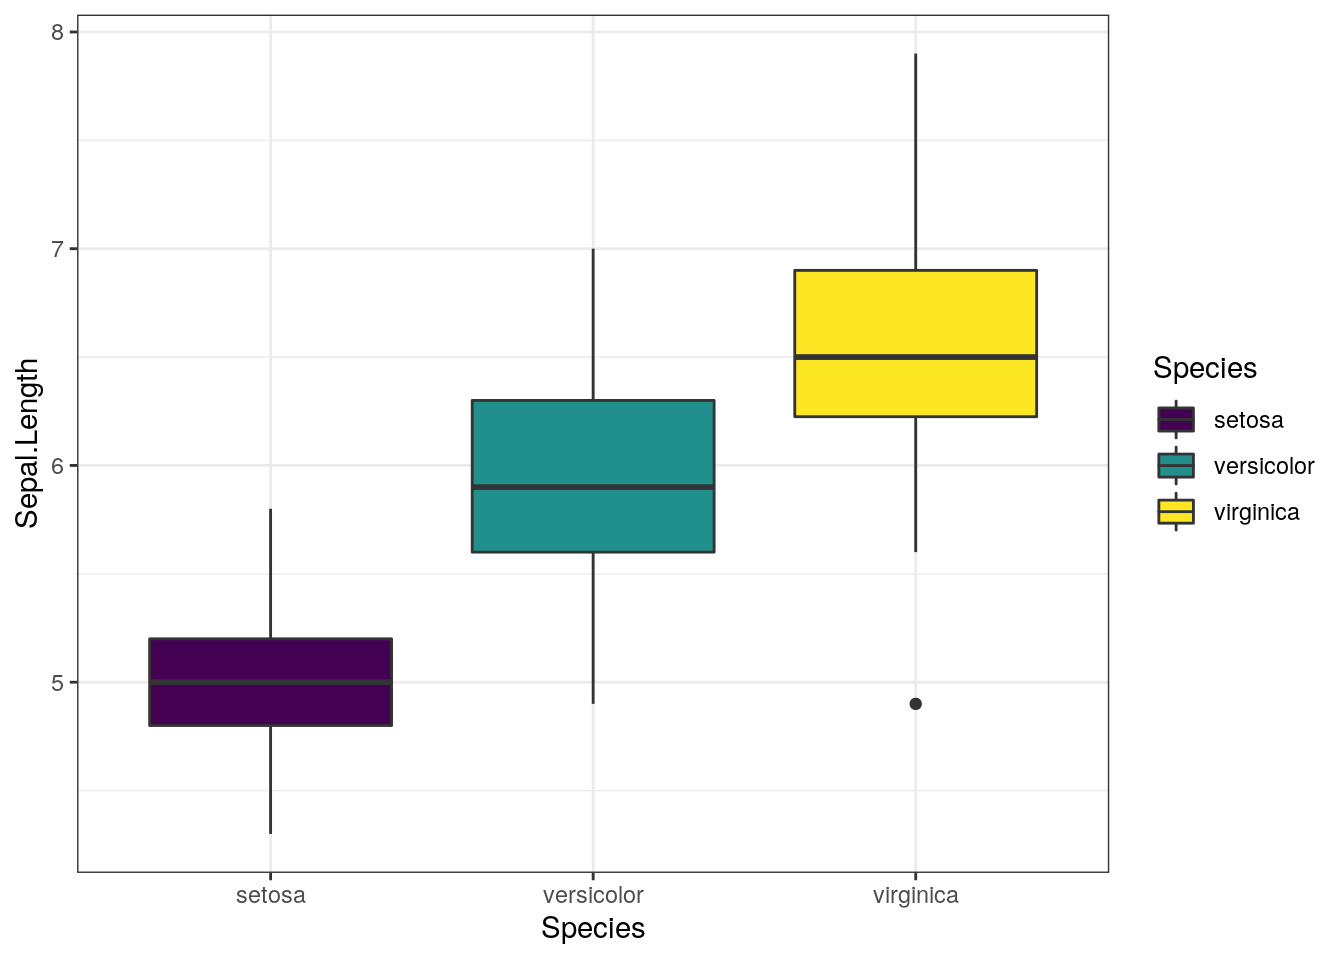 8
7
6
5
Sepal.Length
setosa
versicolor
virginica
Species
Species
setosa
versicolor
virginica